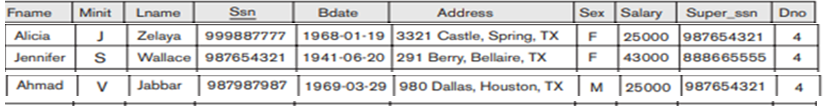 Fname Minit Lname Ssn Bdate Address Sex Salary Super_ssn Dno
Alicia J Zelaya 999887777 1968-01-19 3321 Castle, Spring, TX F 25000 987654321 4
Jennifer S Wallace 987654321 1941-06-20 291 Berry, Bellaire, TX F 43000 888665555 4
Ahmad V Jabbar 987987987 1969-03-29 980 Dallas, Houston, TX M 25000 987654321 4